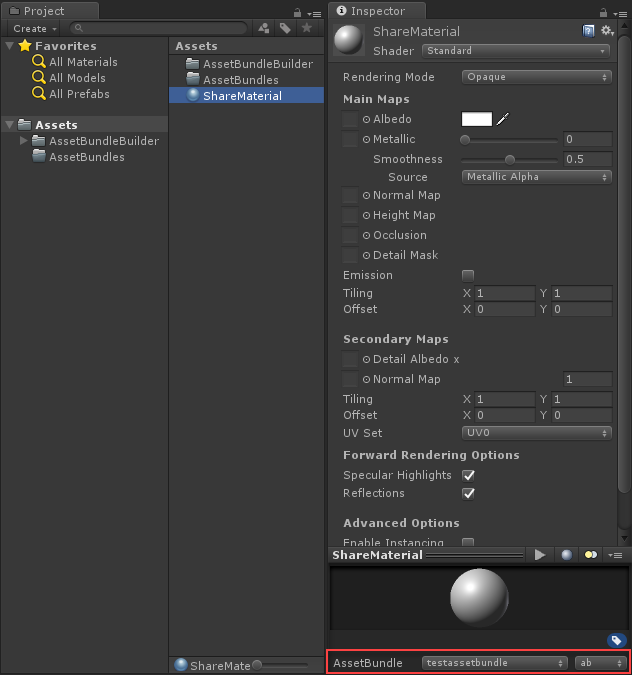 Project
Create
Favorites
All Materials
All Models
All Prefabs
Assets
AssetBundleBuilder
AssetBundles
Assets
AssetBundleBuilder
AssetBundles
ShareMaterial
ShareMate
Inspector
ShareMaterial
Shader Standard
Rendering Mode Opaque
Main Maps
Albedo
Metallic 0
Smoothness 0.5
Source Metallic Alpha
Normal Map
Height Map
Occlusion
Detail Mask
Emission
Tiling X 1 Y 1
Offset X 0 Y 0
Secondary Maps
Detail Albedo x
Normal Map 1
Tiling X 1 Y 1
Offset X 0 Y 0
UV Set UV0
Forward Rendering Options
Specular Highlights
Reflections
Advanced Options
Enable Instancing
ShareMaterial
AssetBundle testassetbundle ab